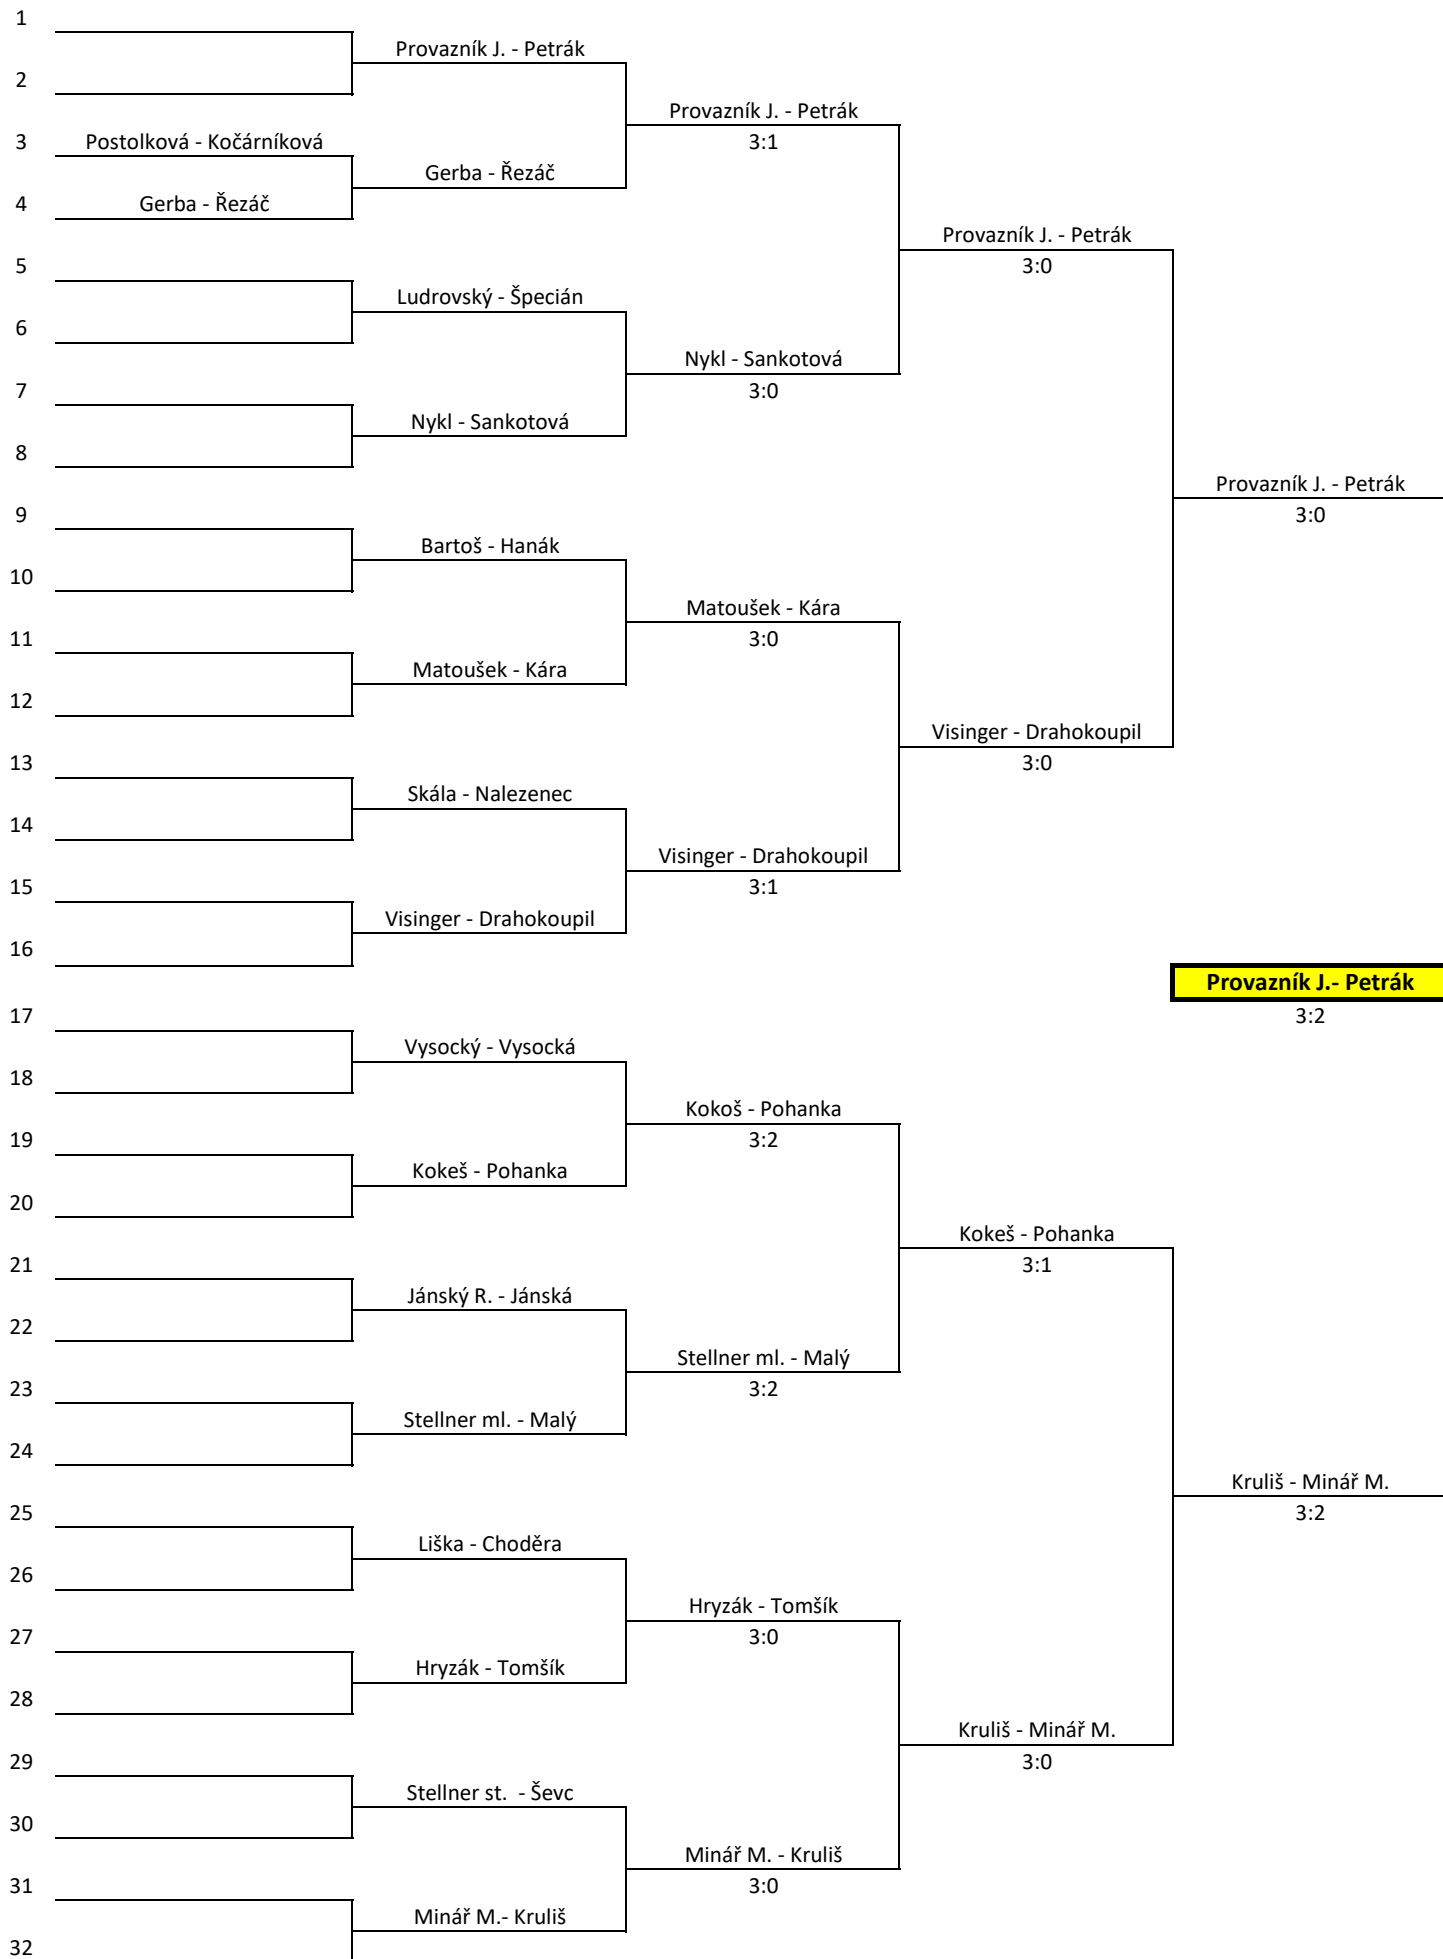 1
Provazník J. - Petrák
2
Provazník J. - Petrák
3 Postolková - Kočárníková
3:1
Gerba - Řezáč
4 Gerba - Řezáč
Provazník J. - Petrák
5
3:0
Ludrovský - Špecián
6
Nykl - Sankotová
7
3:0
Nykl - Sankotová
8
Provazník J. - Petrák
9
3:0
Bartoš - Hanák
10
Matoušek - Kára
11
3:0
Matoušek - Kára
12
Visinger - Drahokoupil
13
3:0
Skála - Nalezenec
14
Visinger - Drahokoupil
15
3:1
Visinger - Drahokoupil
16
Provazník J.- Petrák
17
3:2
Vysocký - Vysocká
18
Kokoš - Pohanka
19
3:2
Kokeš - Pohanka
20
Kokeš - Pohanka
21
3:1
Jánský R. - Jánská
22
Stellner ml. - Malý
23
3:2
Stellner ml. - Malý
24
Kruliš - Minář M.
25
3:2
Liška - Choděra
26
Hryzák - Tomšík
27
3:0
Hryzák - Tomšík
28
Kruliš - Minář M.
29
3:0
Stellner st.  - Ševc
30
Minář M. - Kruliš
31
3:0
Minář M.- Kruliš
32